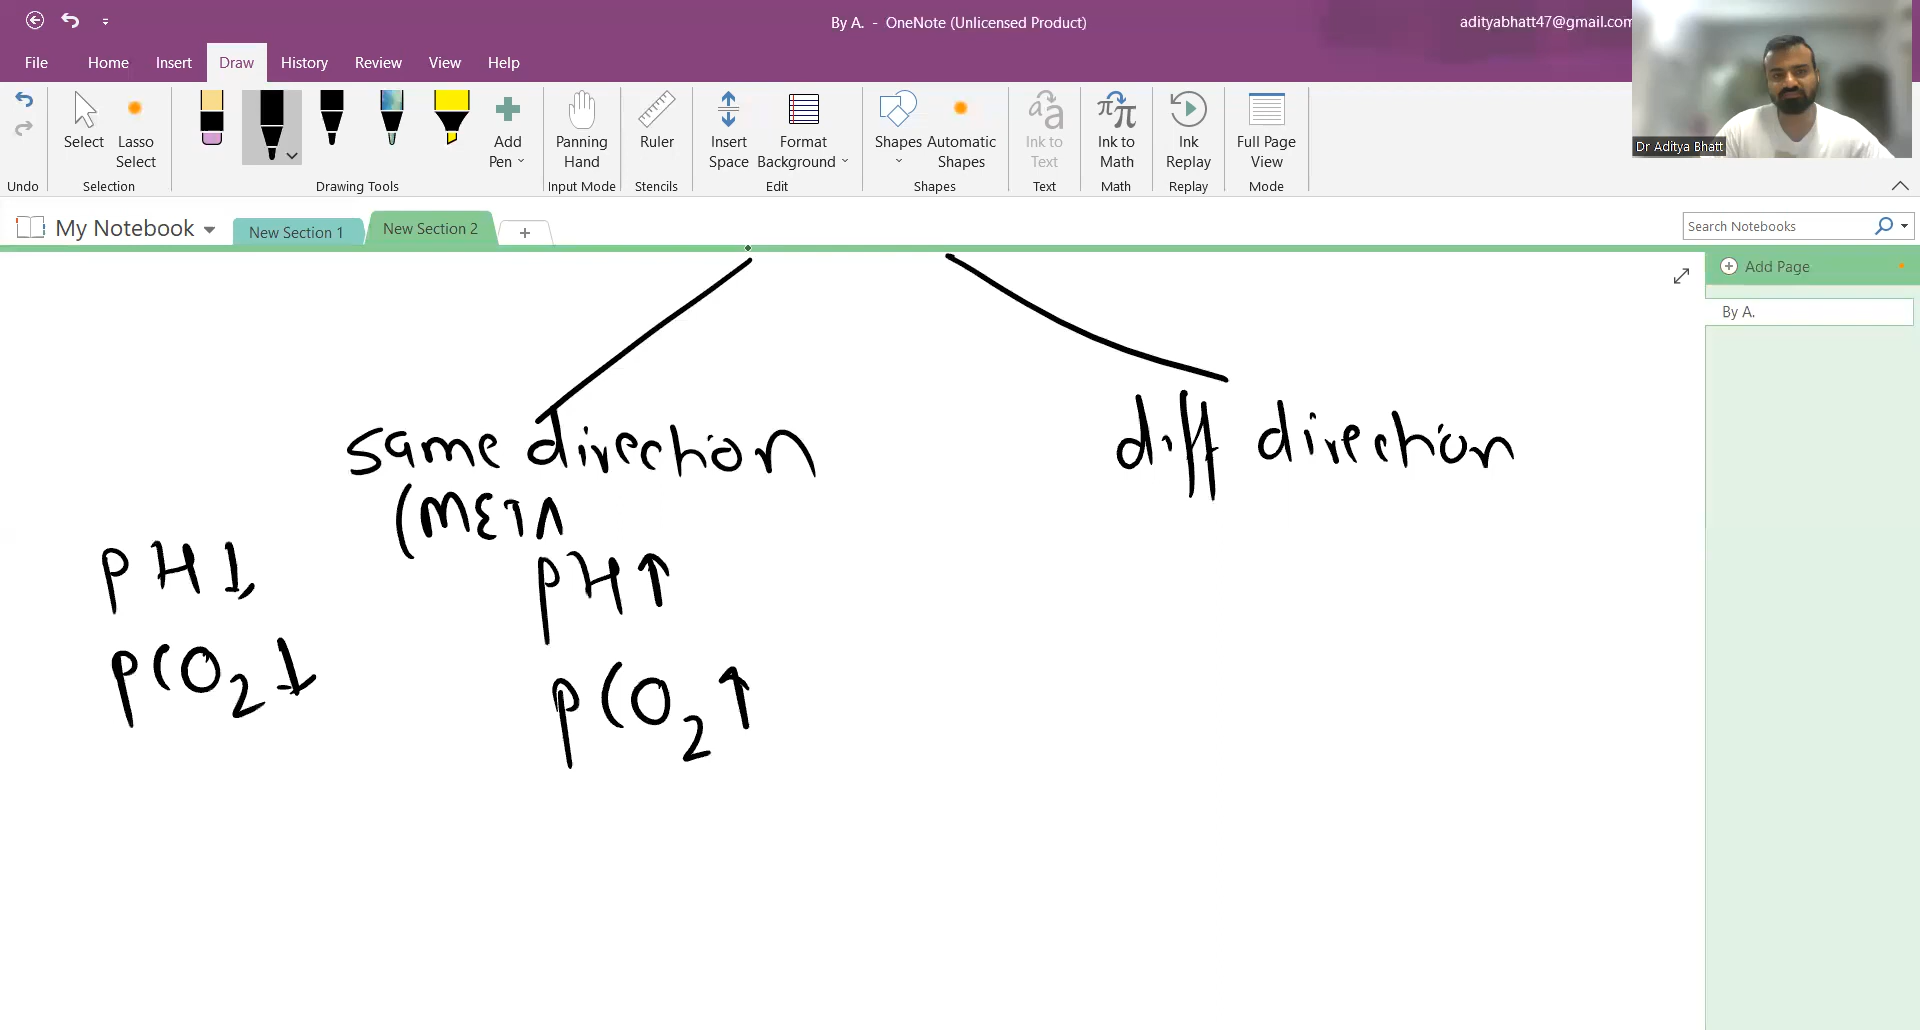 By A. - OneNote (Unlicensed Product)
adityabhatt47@gmail.com
File Home Insert Draw History Review View Help
Select
Lasso Select
Add Pen
Panning Hand
Ruler
Insert Space
Format Background
Shapes
Automatic Shapes
Ink to Text
Ink to Math
Ink Replay
Full Page View
Undo Selection Drawing Tools Input Mode Stencils Edit Shapes Text Math Replay Mode
Dr Aditya Bhatt
My Notebook New Section 1 New Section 2
Search Notebooks
Add Page
By A.
same direction
(META
diff direction
pH↓
pH↑
pCO₂↓
pCO₂↑